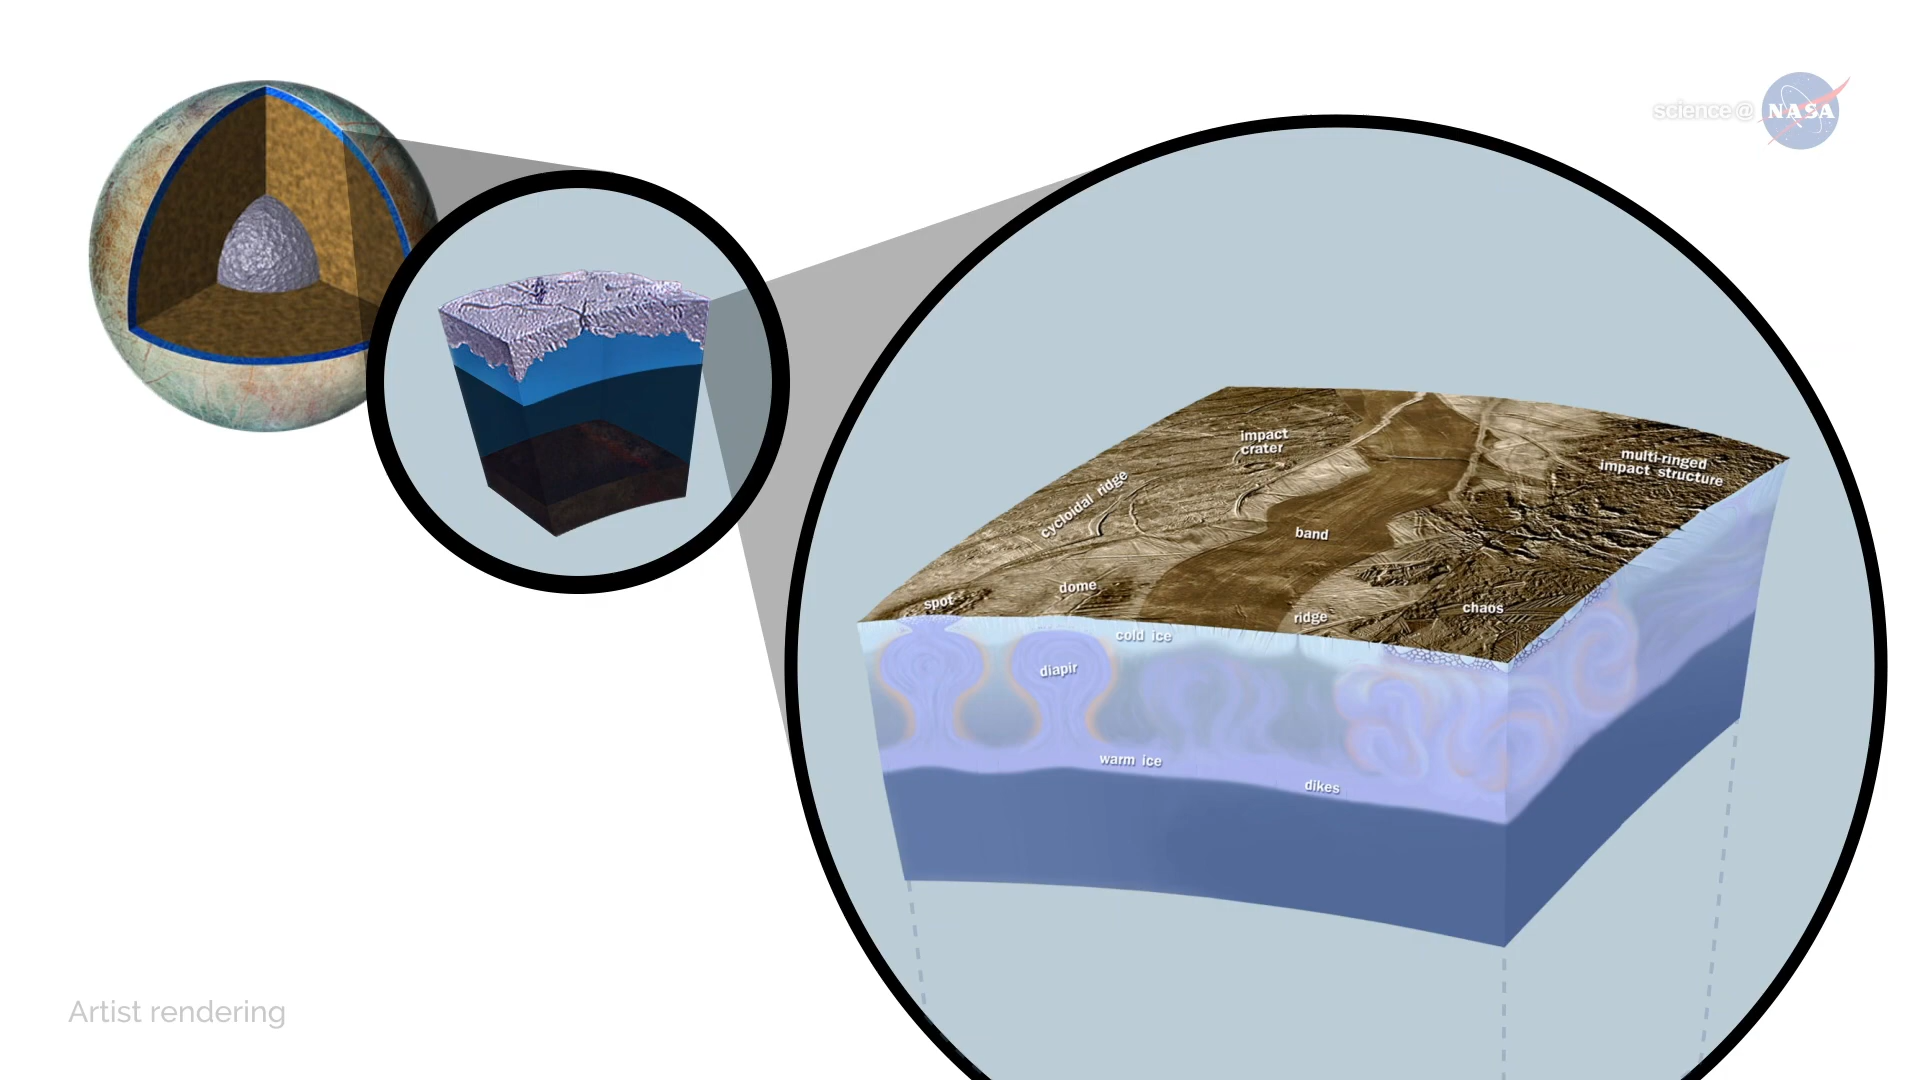 science @ NASA
impact
crater
multi-ringed
impact structure
cycloidal ridge
band
dome
spot
ridge
chaos
cold ice
diapir
warm ice
dikes
Artist rendering